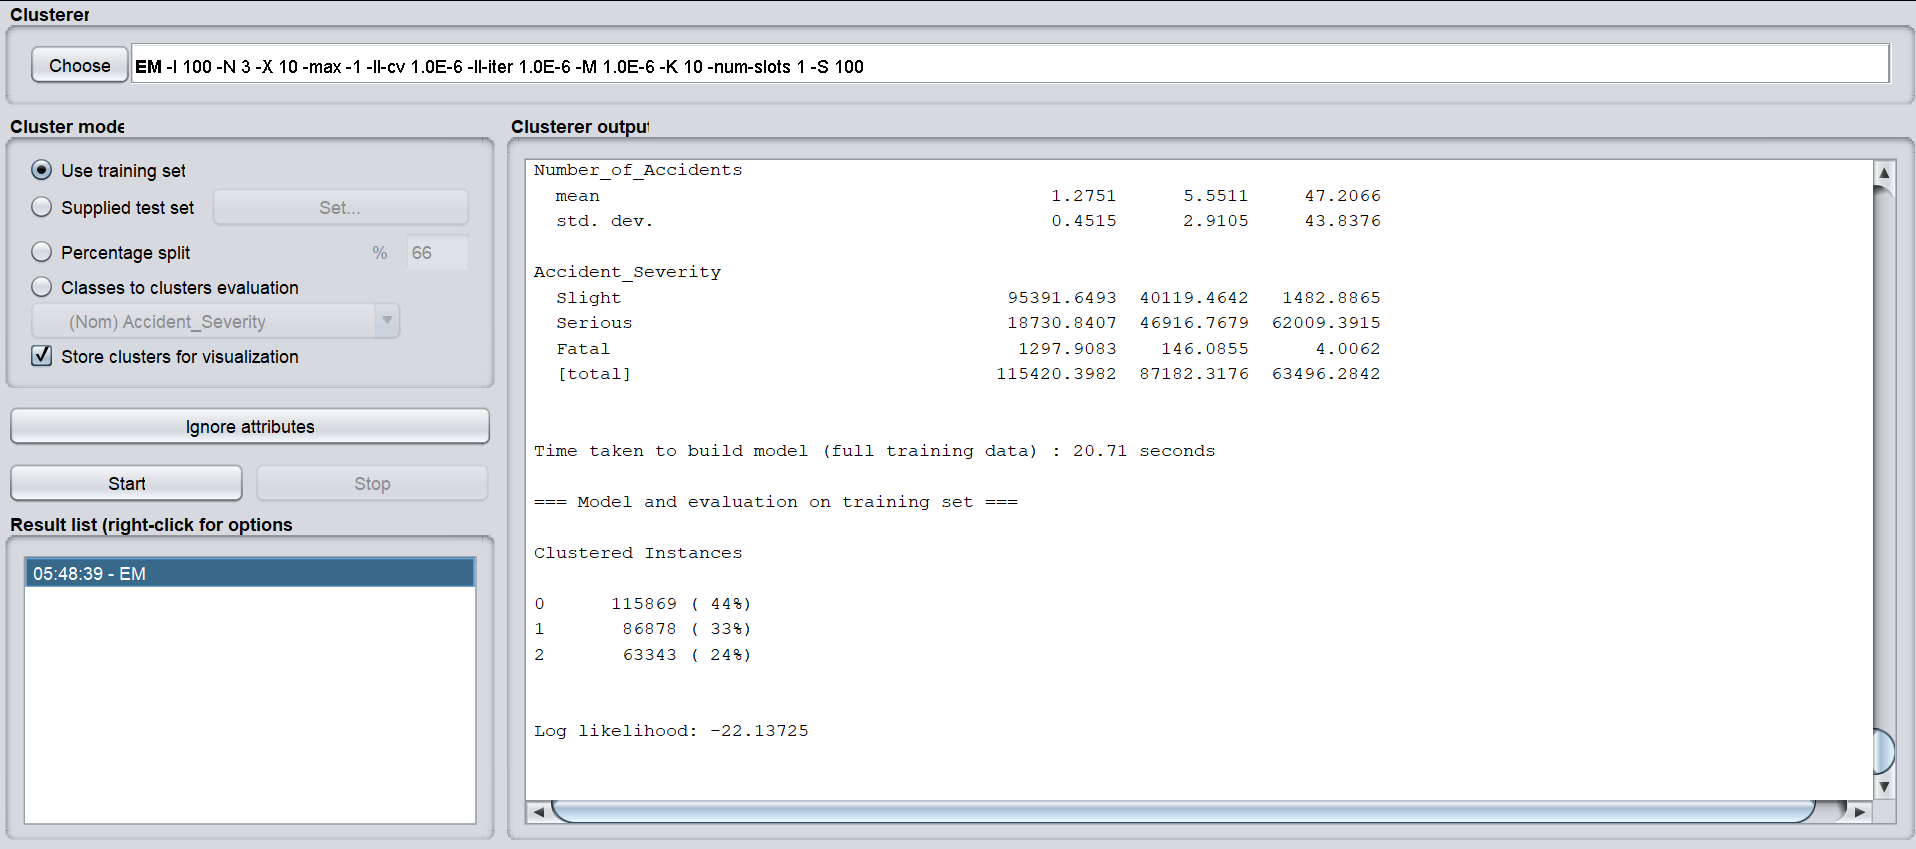 Clusterer
Choose EM -I 100 -N 3 -X 10 -max -1 -ll-cv 1.0E-6 -ll-iter 1.0E-6 -M 1.0E-6 -K 10 -num-slots 1 -S 100
Cluster mode
Use training set
Supplied test set Set...
Percentage split % 66
Classes to clusters evaluation
(Nom) Accident_Severity
Store clusters for visualization
Ignore attributes
Start Stop
Result list (right-click for options
05:48:39 - EM
Clusterer output
Number_of_Accidents
mean 1.2751 5.5511 47.2066
std. dev. 0.4515 2.9105 43.8376
Accident_Severity
Slight 95391.6493 40119.4642 1482.8865
Serious 18730.8407 46916.7679 62009.3915
Fatal 1297.9083 146.0855 4.0062
[total] 115420.3982 87182.3176 63496.2842
Time taken to build model (full training data) : 20.71 seconds
=== Model and evaluation on training set ===
Clustered Instances
0 115869 ( 44%)
1 86878 ( 33%)
2 63343 ( 24%)
Log likelihood: -22.13725